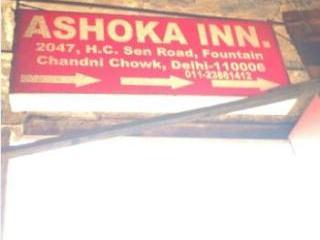 ASHOKA INN.
2047, H.C. Sen Road, Fountain
Chandni Chowk, Delhi-110006
011-23861412